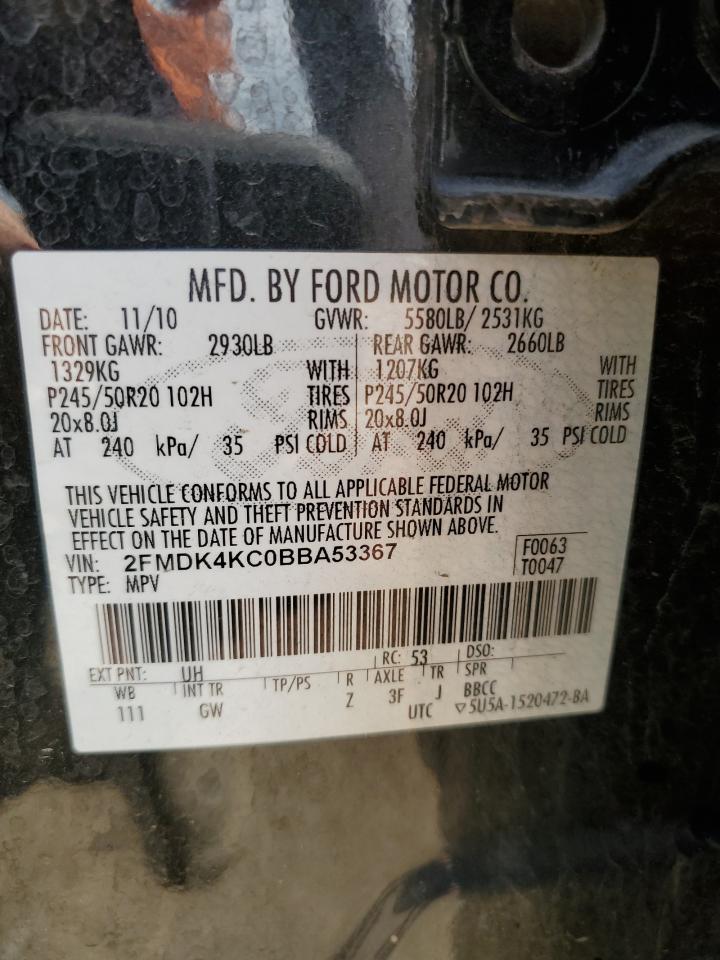 MFD. BY FORD MOTOR CO.
DATE: 11/10 GVWR: 5580LB/ 2531KG
FRONT GAWR: 2930LB REAR GAWR: 2660LB
1329KG WITH 1207KG WITH
P245/50R20 102H TIRES P245/50R20 102H TIRES
20x8.0J RIMS 20x8.0J RIMS
AT 240 kPa/ 35 PSI COLD AT 240 kPa/ 35 PSI COLD
THIS VEHICLE CONFORMS TO ALL APPLICABLE FEDERAL MOTOR
VEHICLE SAFETY AND THEFT PREVENTION STANDARDS IN
EFFECT ON THE DATE OF MANUFACTURE SHOWN ABOVE.
VIN: 2FMDK4KC0BBA53367 F0063
TYPE: MPV T0047
EXT PNT: UH RC: 53 DSO:
WB INT TR TP/PS R AXLE TR SPR
111 GW Z 3F J BBCC
UTC ▽5U5A-1520472-BA